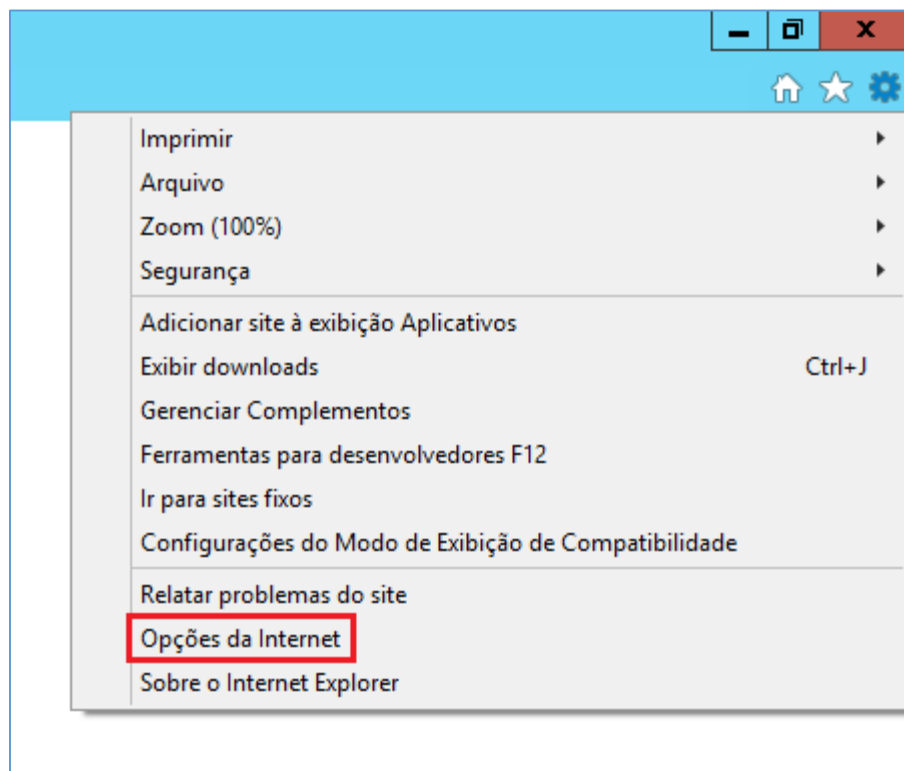 Imprimir
Arquivo
Zoom (100%)
Segurança
Adicionar site à exibição Aplicativos
Exibir downloads Ctrl+J
Gerenciar Complementos
Ferramentas para desenvolvedores F12
Ir para sites fixos
Configurações do Modo de Exibição de Compatibilidade
Relatar problemas do site
Opções da Internet
Sobre o Internet Explorer